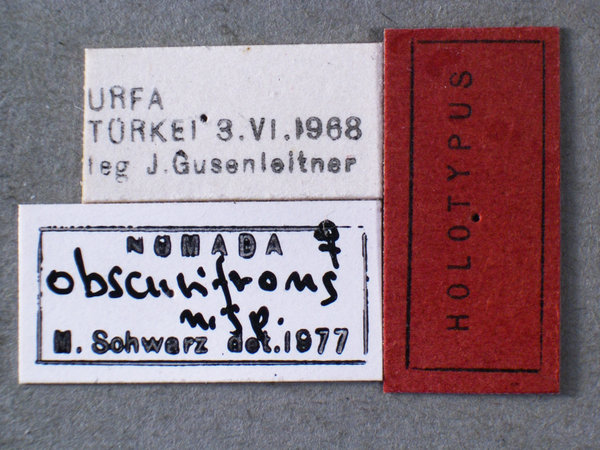 URFA
TÜRKEI 3.VI.1968
leg J.Gusenleitner
NOMADA ♀
obscurifrons
n. sp.
M. Schwarz det.1977
HOLOTYPUS